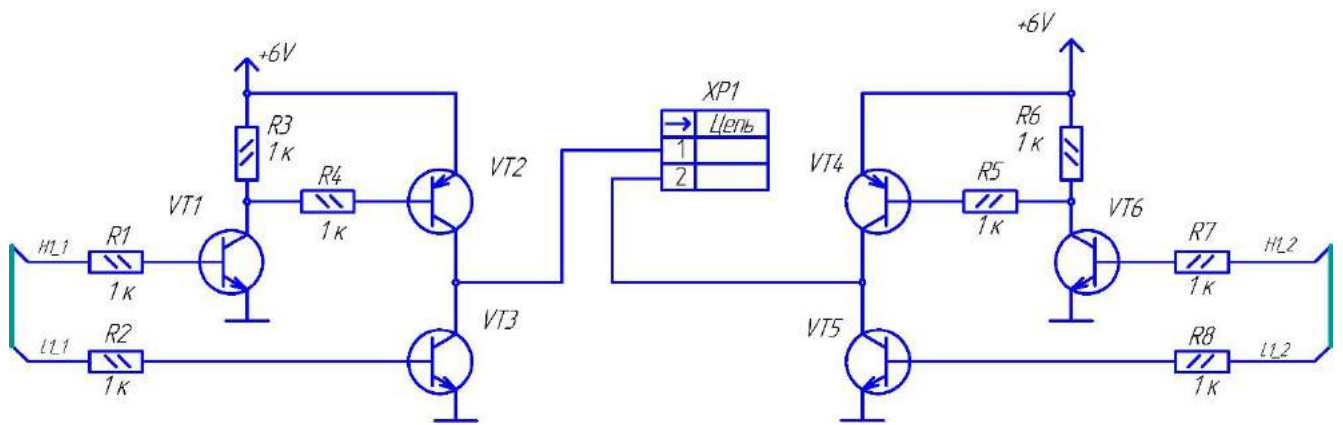 +6V
+6V
XP1
Цепь
1
2
R3
1к
R6
1к
VT2
VT4
R4
1к
R5
1к
VT1
VT6
H1_1
R1
1к
R7
1к
H1_2
VT3
VT5
L1_1
R2
1к
R8
1к
L1_2